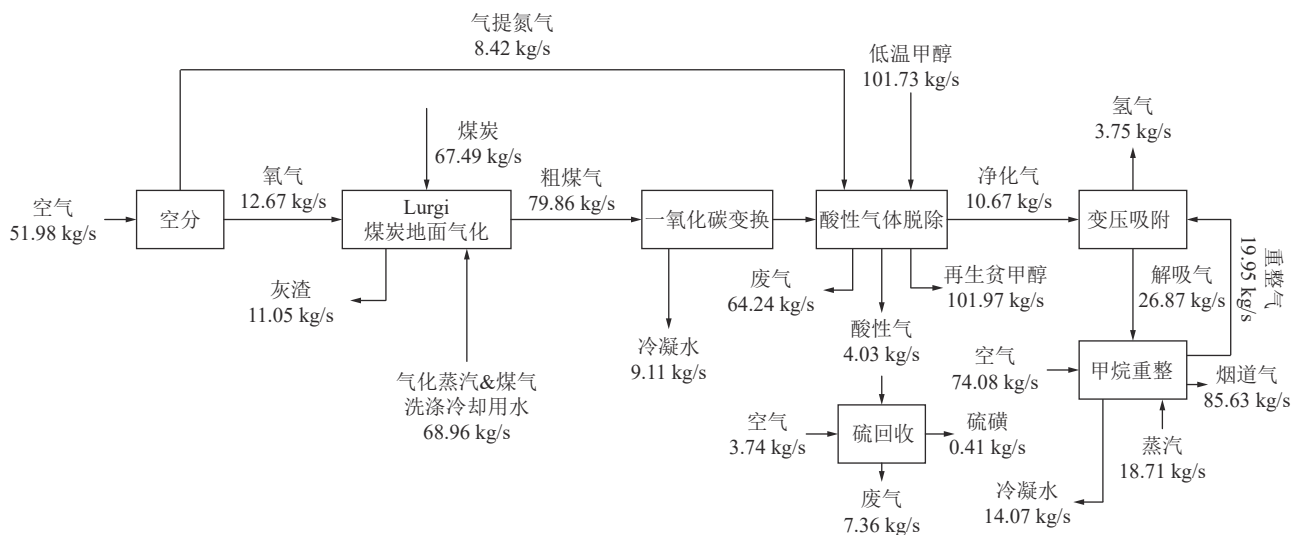 气提氮气
8.42 kg/s
低温甲醇
101.73 kg/s
氢气
3.75 kg/s
煤炭
67.49 kg/s
空气
51.98 kg/s
空分
氧气
12.67 kg/s
Lurgi
煤炭地面气化
粗煤气
79.86 kg/s
一氧化碳变换
酸性气体脱除
净化气
10.67 kg/s
变压吸附
重整气
19.95 kg/s
灰渣
11.05 kg/s
废气
64.24 kg/s
再生贫甲醇
101.97 kg/s
解吸气
26.87 kg/s
酸性气
4.03 kg/s
冷凝水
9.11 kg/s
气化蒸汽&煤气
洗涤冷却用水
68.96 kg/s
空气
74.08 kg/s
甲烷重整
烟道气
85.63 kg/s
空气
3.74 kg/s
硫回收
硫磺
0.41 kg/s
蒸汽
18.71 kg/s
废气
7.36 kg/s
冷凝水
14.07 kg/s